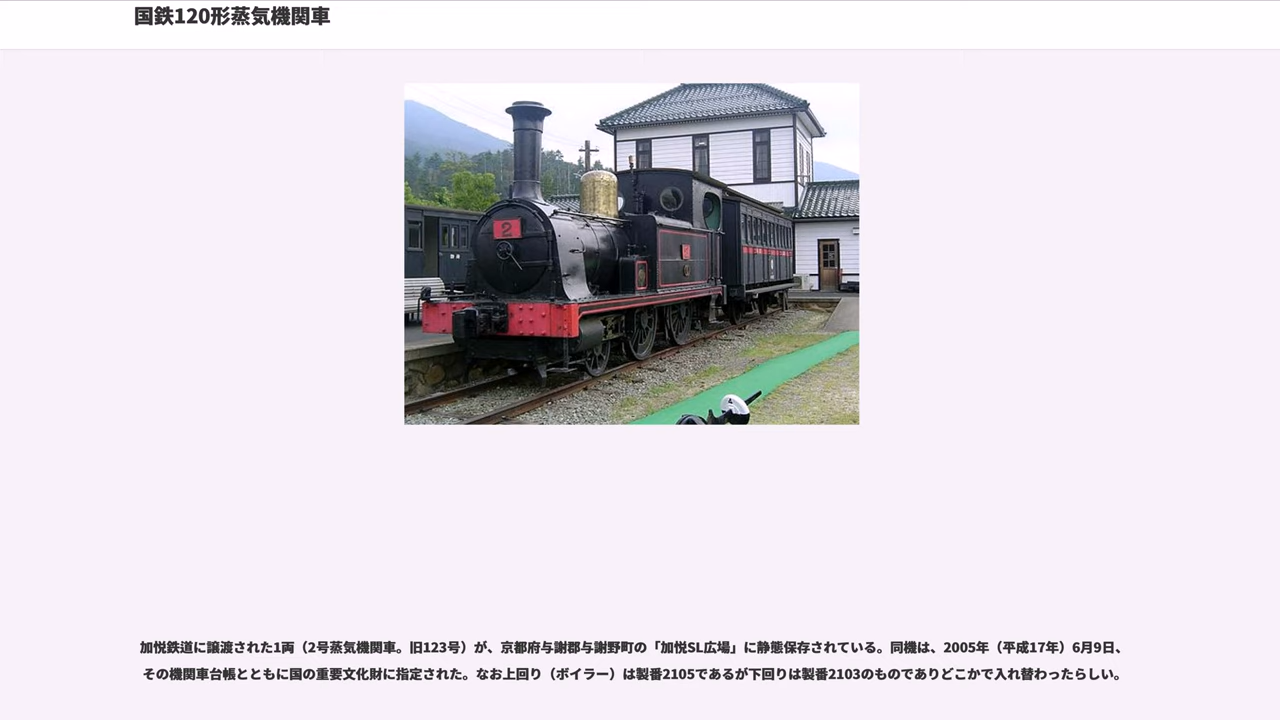 国鉄120形蒸気機関車
2
加悦鉄道に譲渡された1両（2号蒸気機関車。旧123号）が、京都府与謝郡与謝野町の「加悦SL広場」に静態保存されている。同機は、2005年（平成17年）6月9日、
その機関車台帳とともに国の重要文化財に指定された。なお上回り（ボイラー）は製番2105であるが下回りは製番2103のものでありどこかで入れ替わったらしい。